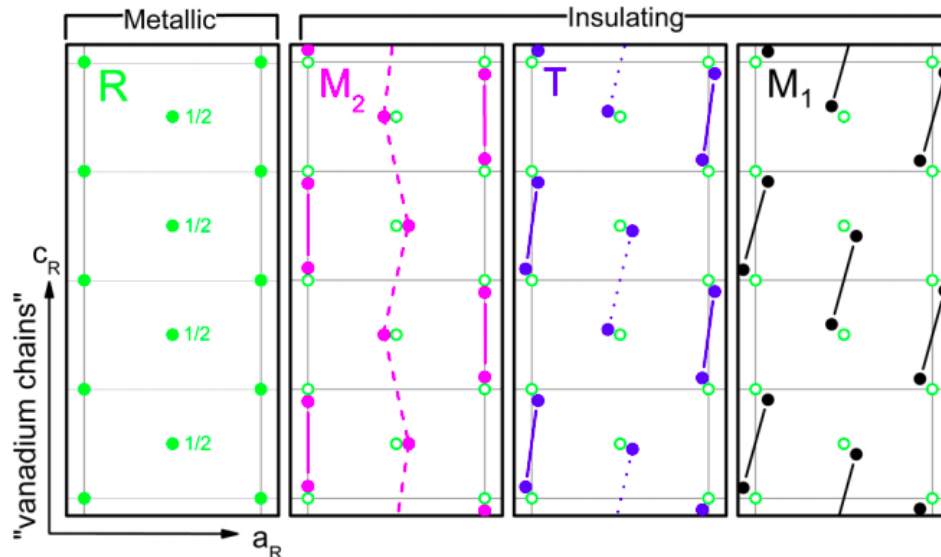 Metallic
Insulating
R
M2
T
M1
1/2
1/2
1/2
1/2
"vanadium chains"
cR
aR